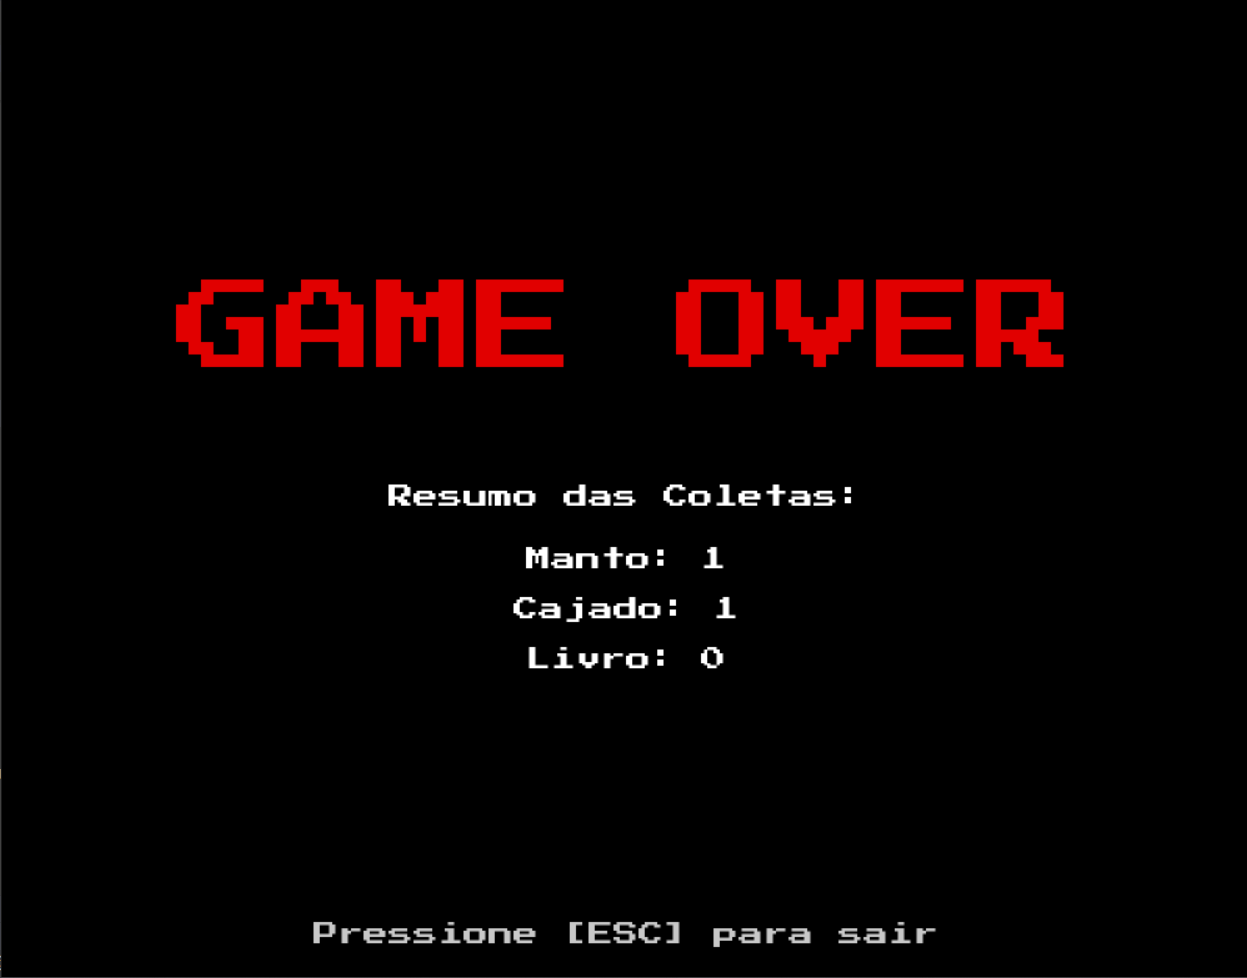 GAME OVER
Resumo das Coletas:
Manto: 1
Cajado: 1
Livro: 0
Pressione [ESC] para sair